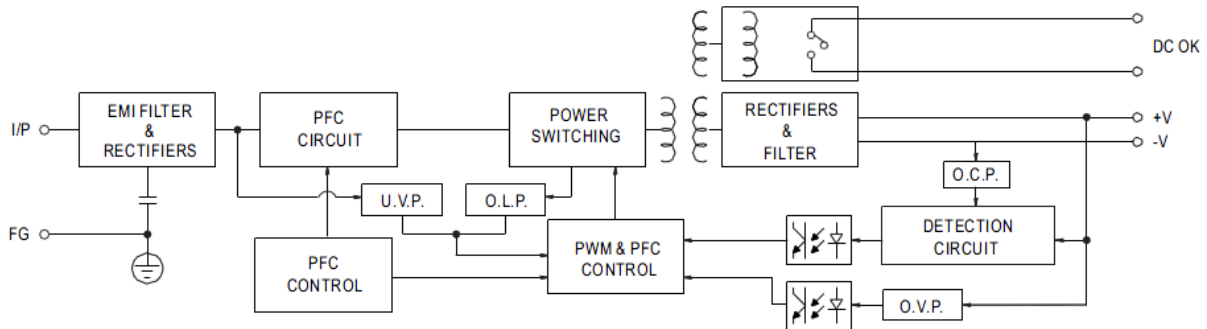 DC OK
I/P
EMI FILTER
&
RECTIFIERS
PFC
CIRCUIT
POWER
SWITCHING
RECTIFIERS
&
FILTER
+V
-V
U.V.P.
O.L.P.
O.C.P.
FG
PFC
CONTROL
PWM & PFC
CONTROL
DETECTION
CIRCUIT
O.V.P.